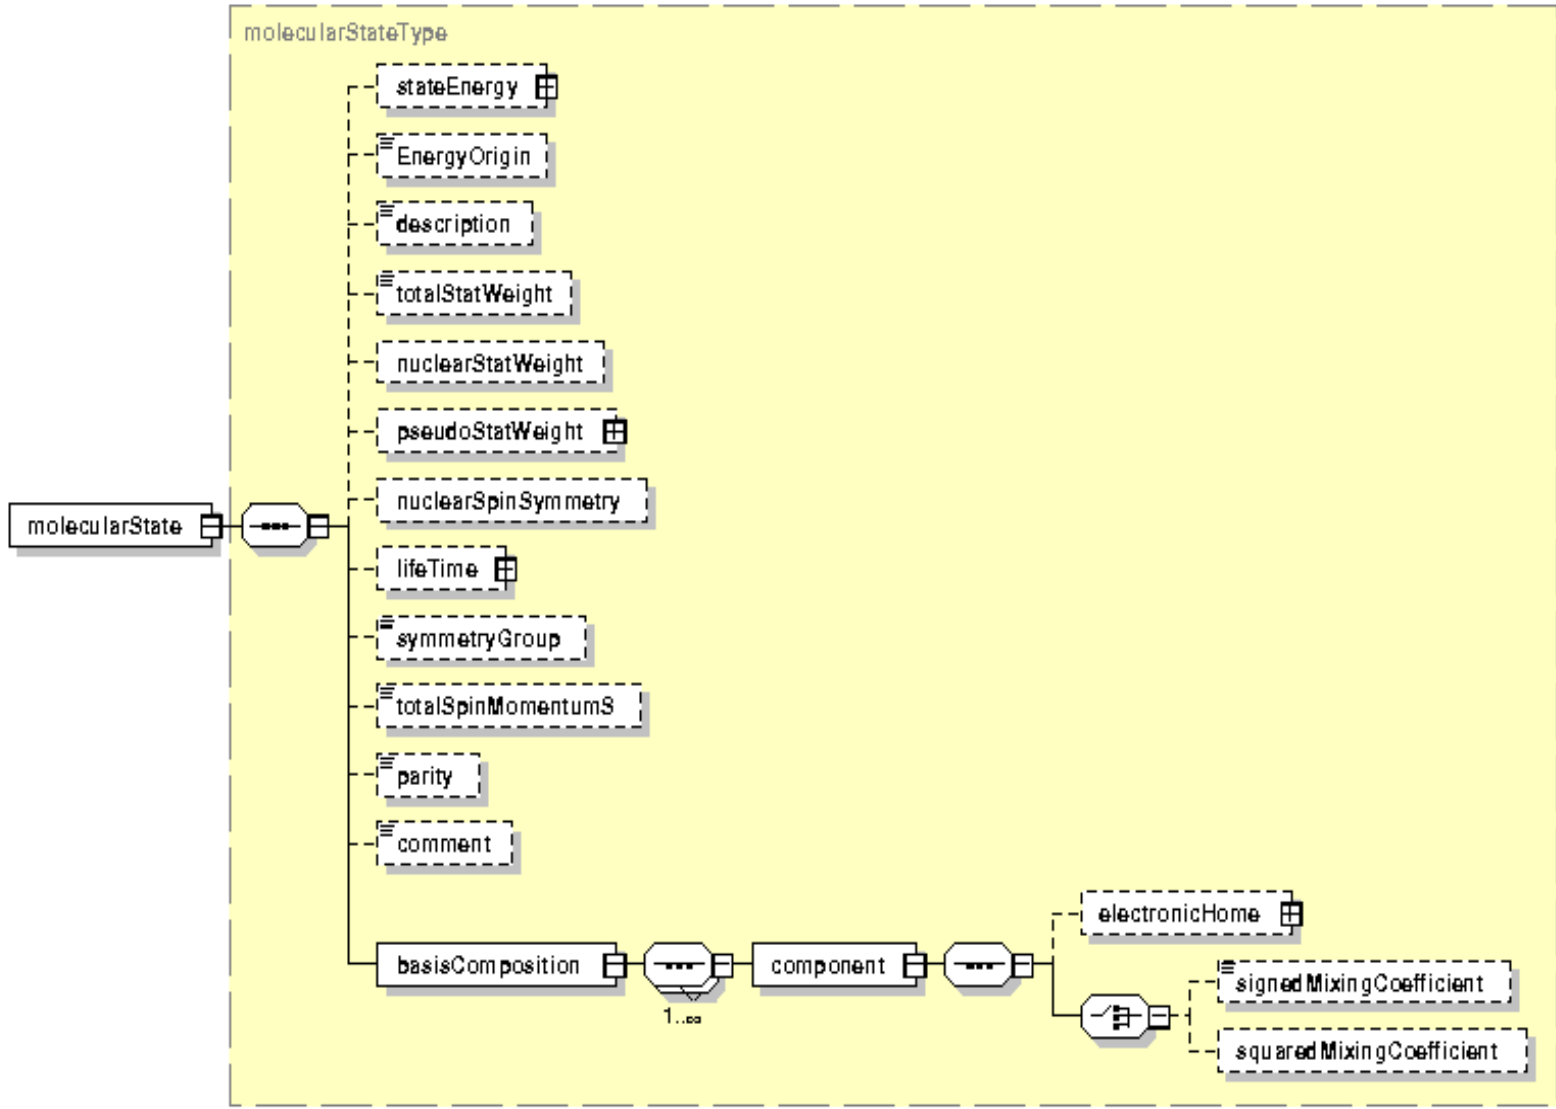 molecularStateType
stateEnergy
EnergyOrigin
description
totalStatWeight
nuclearStatWeight
pseudoStatWeight
nuclearSpinSymmetry
molecularState
lifeTime
symmetryGroup
totalSpinMomentumS
parity
comment
electronicHome
basisComposition
component
signedMixingCoefficient
1..∞
squaredMixingCoefficient